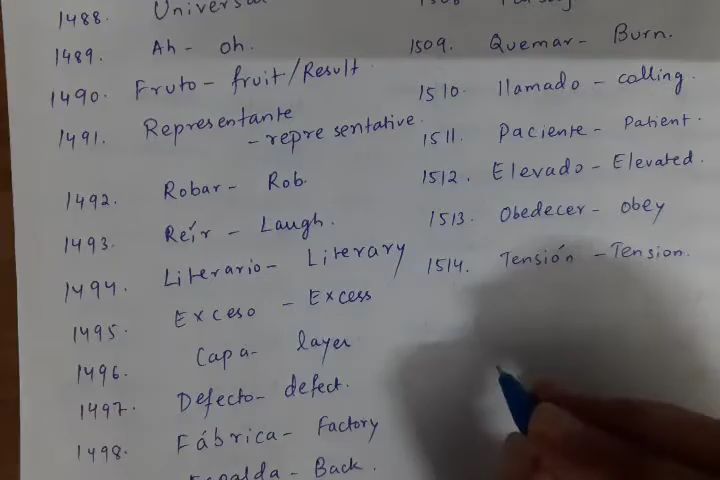 1488. Universal
1489. Ah - oh.
1490. Fruto - fruit/Result
1491. Representante
- representative.
1492. Robar - Rob.
1493. Reír - Laugh.
1494. Literario - Literary
1495. Exceso - Excess
1496. Capa - layer
1497. Defecto - defect.
1498. Fábrica - Factory
Espalda - Back.
1509. Quemar - Burn.
1510. llamado - calling.
1511. Paciente - Patient.
1512. Elevado - Elevated.
1513. Obedecer - obey
1514. Tensión - Tension.